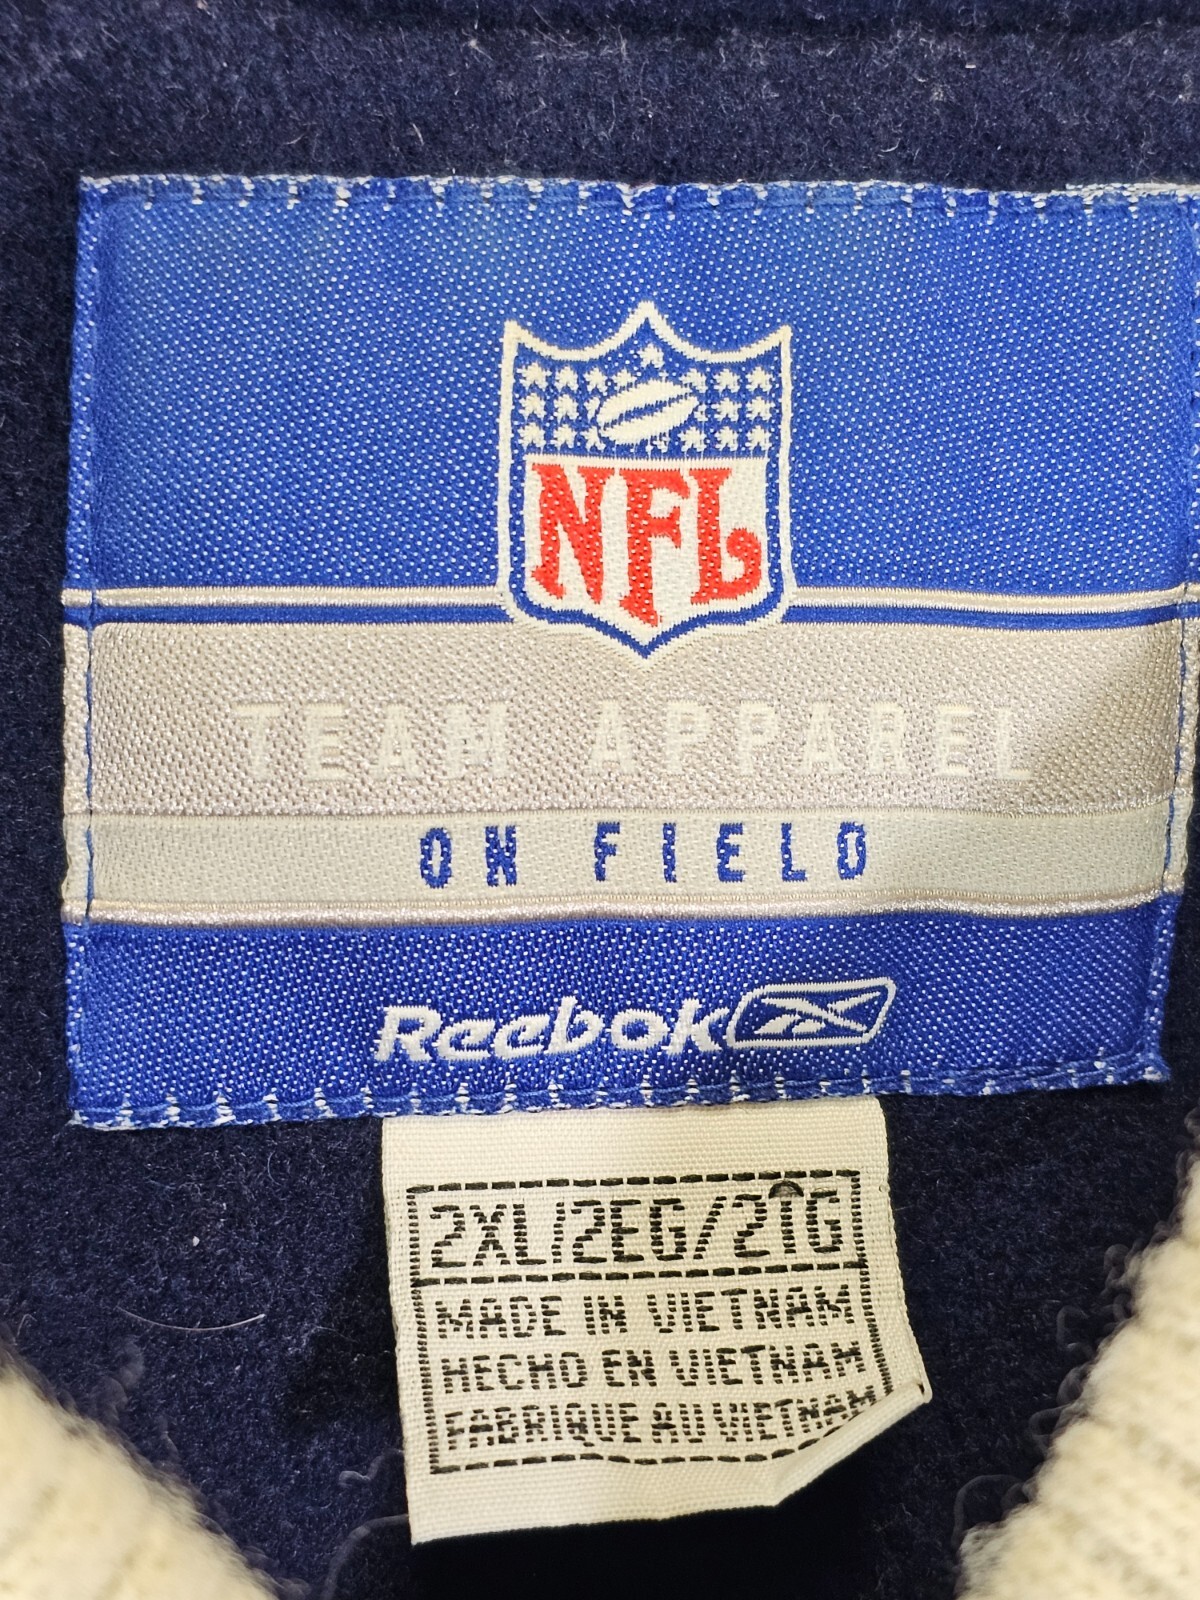 NFL
TEAM APPAREL
ON FIELD
Reebok
2XL/2EG/2TG
MADE IN VIETNAM
HECHO EN VIETNAM
FABRIQUE AU VIETNAM